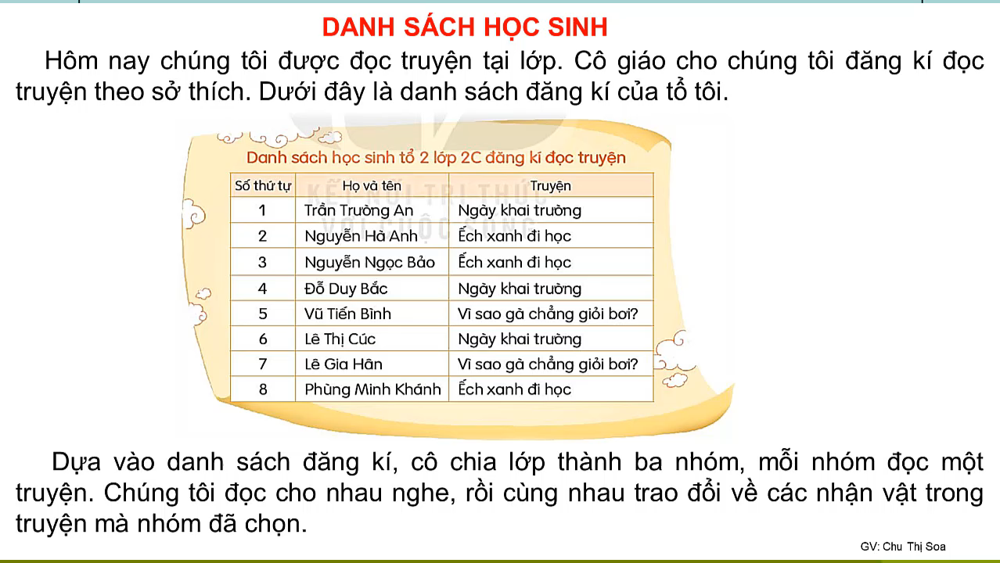 DANH SÁCH HỌC SINH
Hôm nay chúng tôi được đọc truyện tại lớp. Cô giáo cho chúng tôi đăng kí đọc
truyện theo sở thích. Dưới đây là danh sách đăng kí của tổ tôi.
Danh sách học sinh tổ 2 lớp 2C đăng kí đọc truyện
Số thứ tự Họ và tên Truyện
KẾT NỐI TRI THỨC
1 Trần Trường An Ngày khai trường
VỚI CUỘC SỐNG
2 Nguyễn Hà Anh Ếch xanh đi học
3 Nguyễn Ngọc Bảo Ếch xanh đi học
4 Đỗ Duy Bắc Ngày khai trường
5 Vũ Tiến Bình Vì sao gà chẳng giỏi bơi?
6 Lê Thị Cúc Ngày khai trường
7 Lê Gia Hân Vì sao gà chẳng giỏi bơi?
8 Phùng Minh Khánh Ếch xanh đi học
Dựa vào danh sách đăng kí, cô chia lớp thành ba nhóm, mỗi nhóm đọc một
truyện. Chúng tôi đọc cho nhau nghe, rồi cùng nhau trao đổi về các nhận vật trong
truyện mà nhóm đã chọn.
GV: Chu Thị Soa